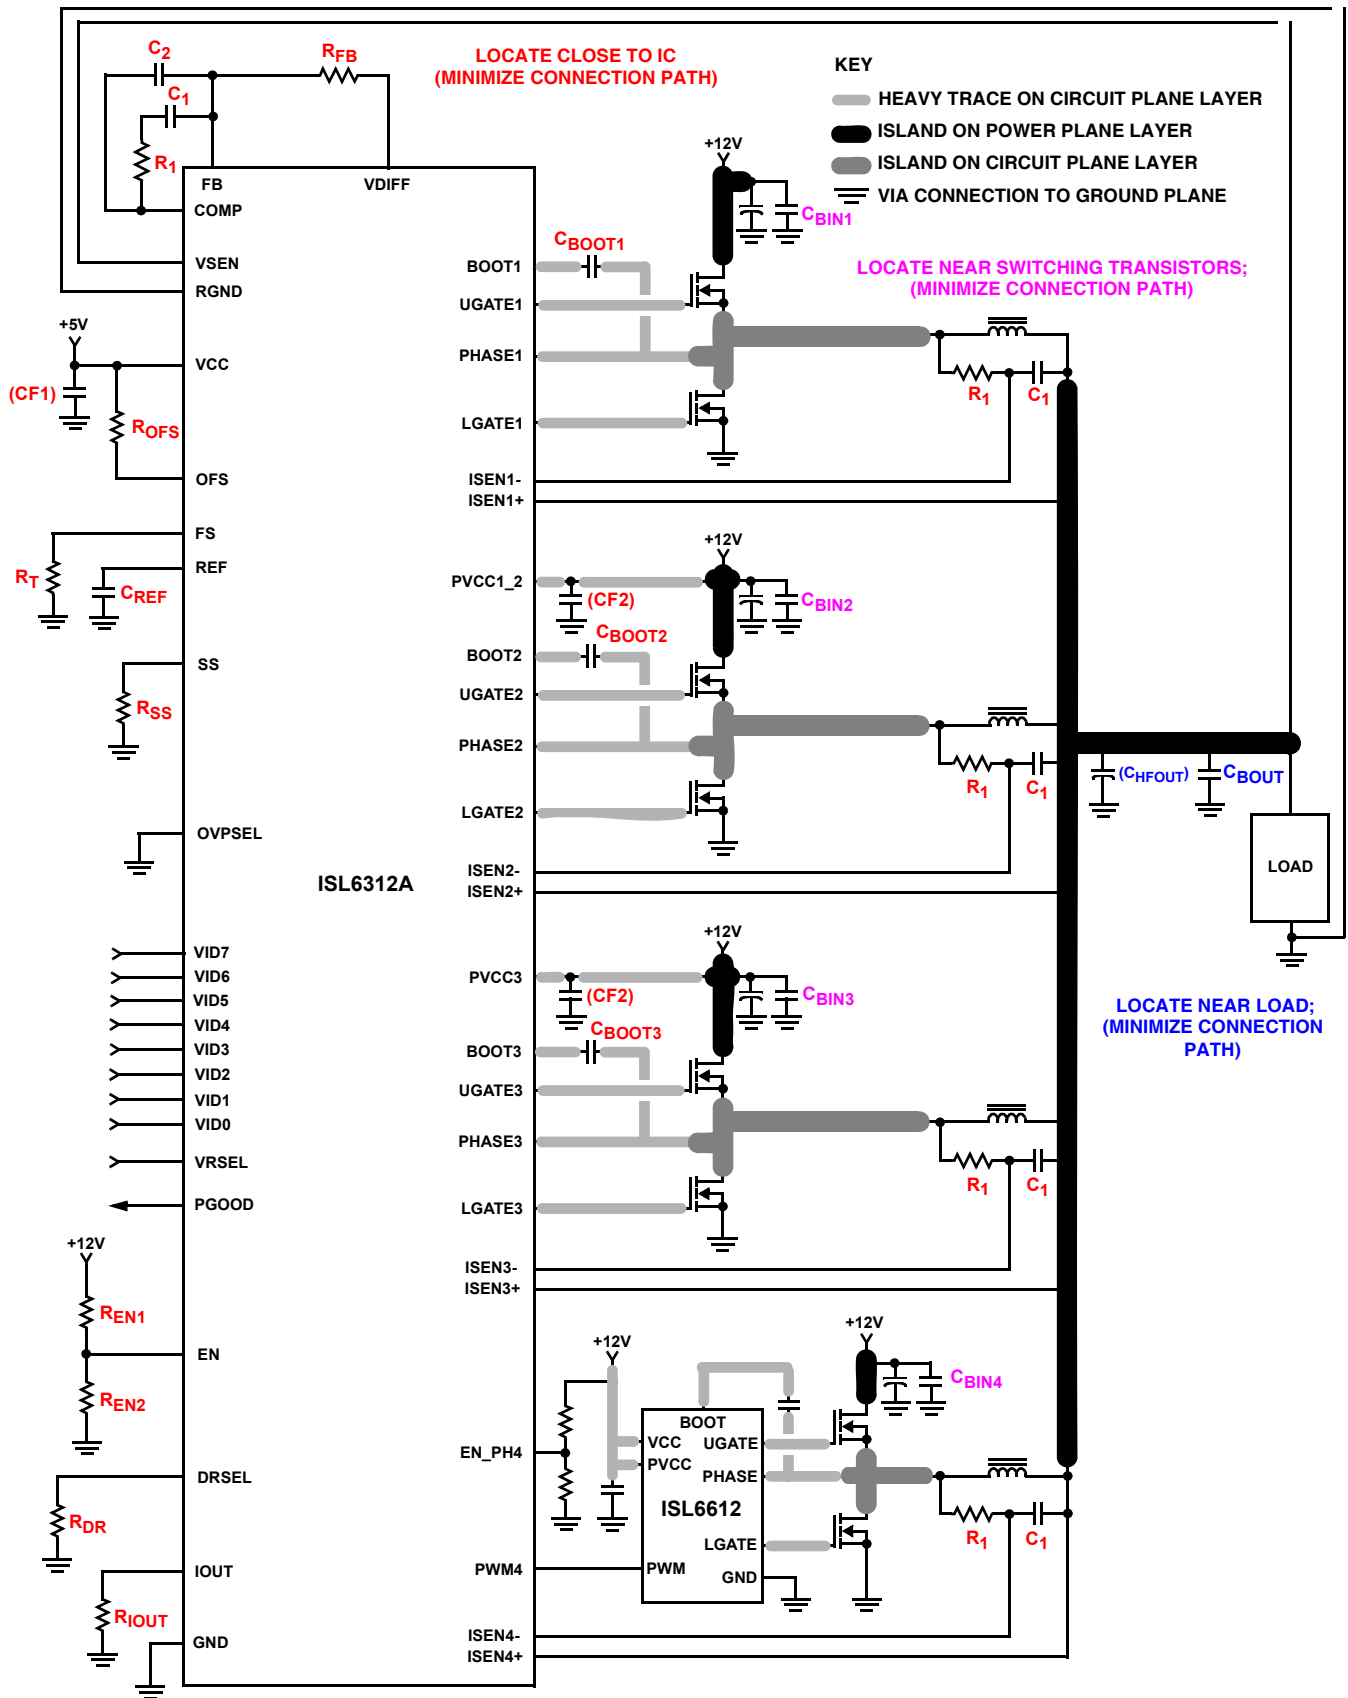 LOCATE CLOSE TO IC
(MINIMIZE CONNECTION PATH)
KEY
HEAVY TRACE ON CIRCUIT PLANE LAYER
ISLAND ON POWER PLANE LAYER
ISLAND ON CIRCUIT PLANE LAYER
VIA CONNECTION TO GROUND PLANE
C2
RFB
C1
R1
FB
VDIFF
COMP
VSEN
RGND
+5V
VCC
(CF1)
ROFS
OFS
FS
RT
REF
CREF
SS
RSS
OVPSEL
ISL6312A
VID7
VID6
VID5
VID4
VID3
VID2
VID1
VID0
VRSEL
PGOOD
+12V
REN1
EN
REN2
DRSEL
RDR
IOUT
RIOUT
GND
+12V
CBIN1
CBOOT1
BOOT1
UGATE1
PHASE1
LGATE1
ISEN1-
ISEN1+
LOCATE NEAR SWITCHING TRANSISTORS;
(MINIMIZE CONNECTION PATH)
R1
C1
+12V
PVCC1_2
(CF2)
CBIN2
CBOOT2
BOOT2
UGATE2
PHASE2
LGATE2
ISEN2-
ISEN2+
R1
C1
(CHFOUT)
CBOUT
LOAD
+12V
PVCC3
(CF2)
CBIN3
CBOOT3
BOOT3
UGATE3
PHASE3
LGATE3
ISEN3-
ISEN3+
R1
C1
LOCATE NEAR LOAD;
(MINIMIZE CONNECTION
PATH)
+12V
+12V
CBIN4
EN_PH4
BOOT
VCC
UGATE
PVCC
PHASE
ISL6612
LGATE
PWM
GND
PWM4
R1
C1
ISEN4-
ISEN4+